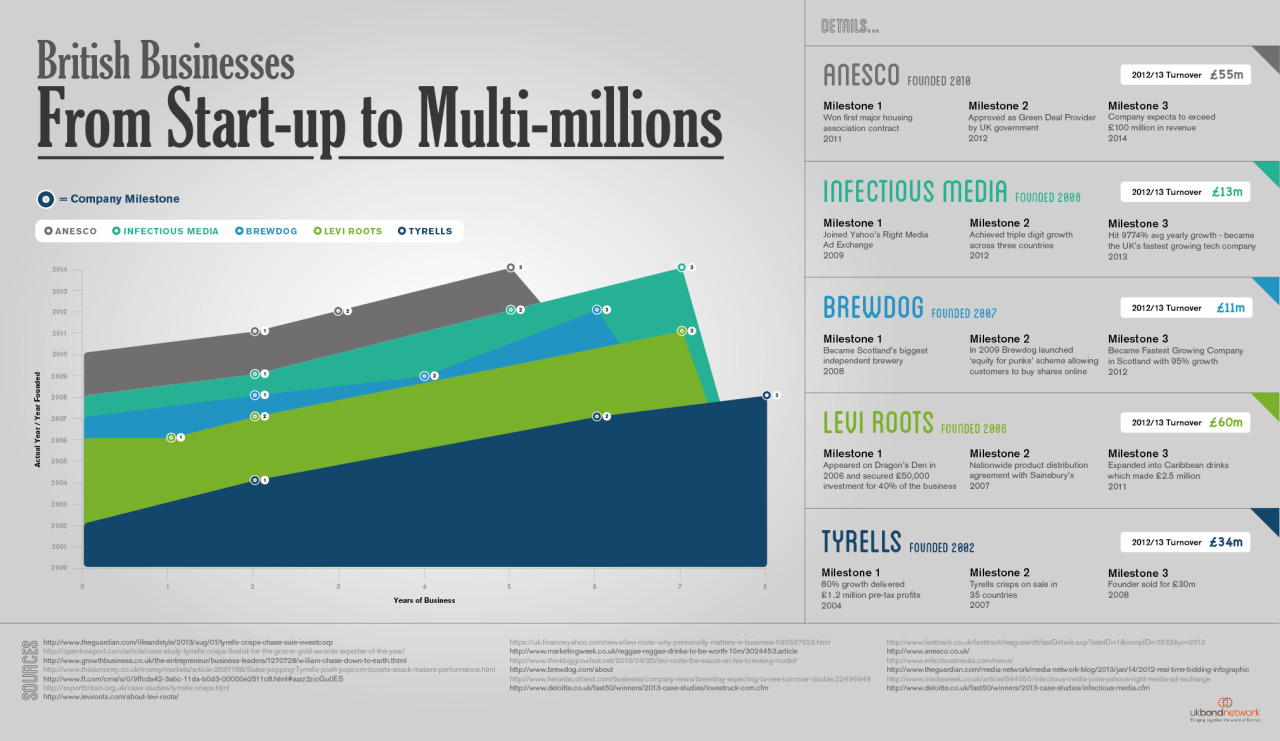 British Businesses
From Start-up to Multi-millions
= Company Milestone
ANESCO INFECTIOUS MEDIA BREWDOG LEVI ROOTS TYRELLS
Actual Year / Year Founded
2014
2013
2012
2011
2010
2009
2008
2007
2006
2005
2004
2003
2002
2001
2000
1 2 3
1 2 3
1 2 3
1 2 3
1 2 3
0 1 2 3 4 5 6 7 8
Years of Business
DETAILS...
ANESCO FOUNDED 2010
2012/13 Turnover £55m
Milestone 1
Won first major housing
association contract
2011
Milestone 2
Approved as Green Deal Provider
by UK government
2012
Milestone 3
Company expects to exceed
£100 million in revenue
2014
INFECTIOUS MEDIA FOUNDED 2008
2012/13 Turnover £13m
Milestone 1
Joined Yahoo's Right Media
Ad Exchange
2009
Milestone 2
Achieved triple digit growth
across three countries
2012
Milestone 3
Hit 9774% avg yearly growth - became
the UK's fastest growing tech company
2013
BREWDOG FOUNDED 2007
2012/13 Turnover £11m
Milestone 1
Became Scotland's biggest
independent brewery
2008
Milestone 2
In 2009 Brewdog launched
'equity for punks' scheme allowing
customers to buy shares online
Milestone 3
Became Fastest Growing Company
in Scotland with 95% growth
2012
LEVI ROOTS FOUNDED 2006
2012/13 Turnover £60m
Milestone 1
Appeared on Dragon's Den in
2006 and secured £50,000
investment for 40% of the business
Milestone 2
Nationwide product distribution
agreement with Sainsbury's
2007
Milestone 3
Expanded into Caribbean drinks
which made £2.5 million
2011
TYRELLS FOUNDED 2002
2012/13 Turnover £34m
Milestone 1
80% growth delivered
£1.2 million pre-tax profits
2004
Milestone 2
Tyrells crisps on sale in
35 countries
2007
Milestone 3
Founder sold for £30m
2008
SOURCES
http://www.theguardian.com/lifeandstyle/2013/aug/01/tyrells-crisps-chase-sale-investcorp
http://opentoexport.com/article/case-study-tyrells-crisps-finalist-for-the-grocer-gold-awards-exporter-of-the-year/
http://www.growthbusiness.co.uk/the-entrepreneur/business-leaders/1270728/william-chase-down-to-earth.thtml
http://www.thisismoney.co.uk/money/markets/article-2537788/Sales-popping-Tyrells-posh-popcorn-boosts-snack-makers-performance.html
http://exportbritain.org.uk/case-studies/tyrells-crisps.html
http://www.leviroots.com/about-levi-roots/
https://uk.finance.yahoo.com/news/levi-roots--why-personality-matters-in-business-090537626.html
http://www.marketingweek.co.uk/reggae-reggae-drinks-to-be-worth-10m/3024453.article
http://www.thinkbiggrowfast.net/2013/04/25/levi-roots-the-sauce-on-his-licensing-model/
http://www.brewdog.com/about
http://www.heraldscotland.com/business/company-news/brewdog-expecting-to-see-turnover-double.22496949
http://www.deloitte.co.uk/fast50/winners/2013-case-studies/lovestruck-com.cfm
http://www.fasttrack.co.uk/fasttrack/leagues/dbfastDetails.asp?siteID=1&compID=3532&yr=2013
http://www.anesco.co.uk/
http://www.infectiousmedia.com/news/
http://www.theguardian.com/media-network/media-network-blog/2013/jan/14/2012-real-time-bidding-infographic
http://www.mediaweek.co.uk/article/894050/infectious-media-joins-yahoos-right-media-ad-exchange
http://www.deloitte.co.uk/fast50/winners/2013-case-studies/infectious-media.cfm
ukbondnetwork
Bringing together the world of finance